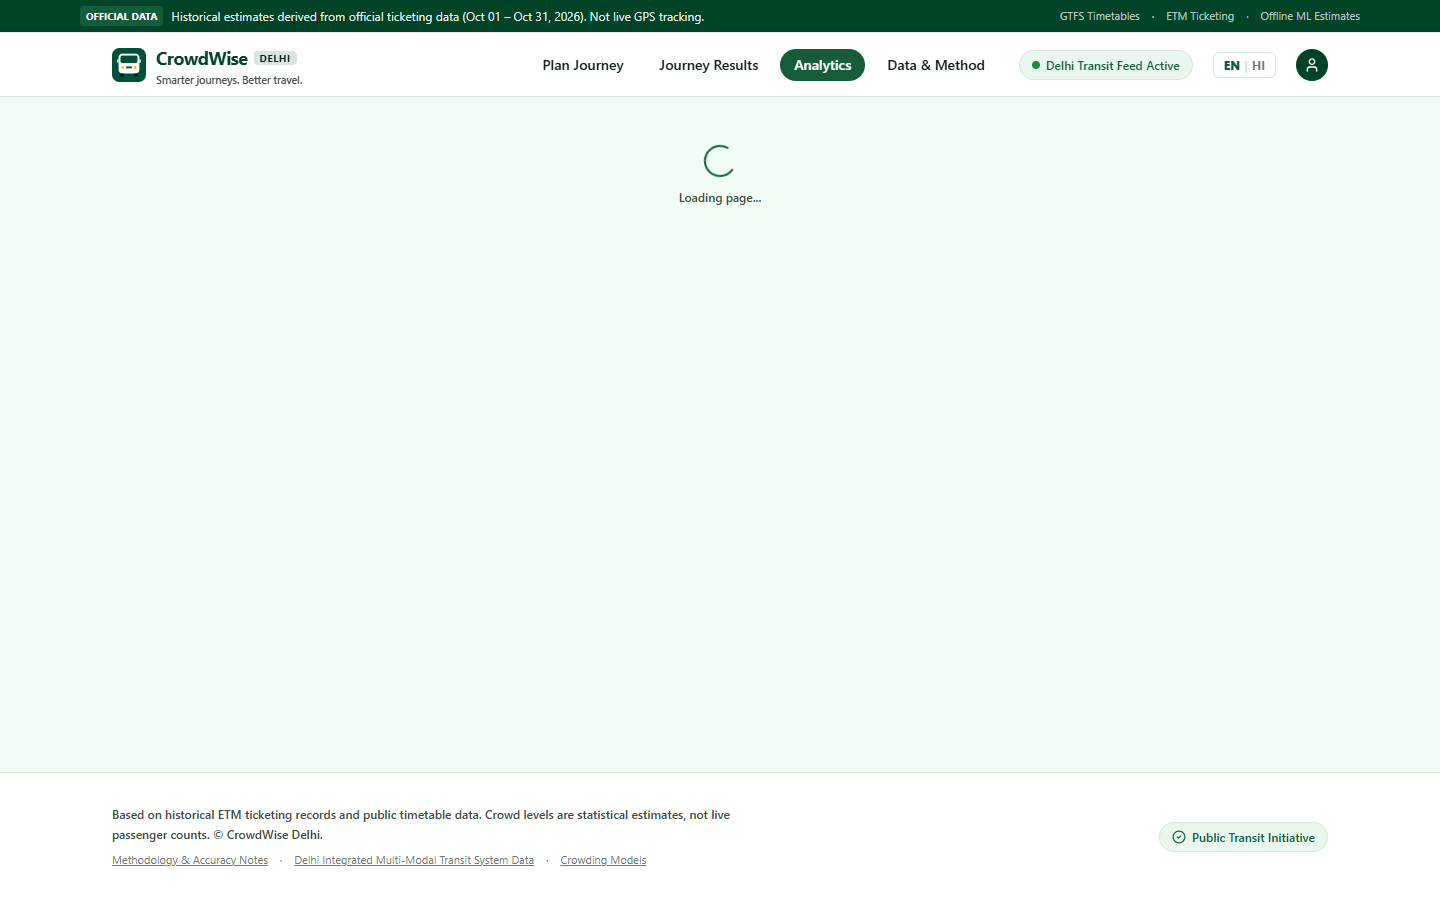 OFFICIAL DATA Historical estimates derived from official ticketing data (Oct 01 – Oct 31, 2026). Not live GPS tracking. GTFS Timetables · ETM Ticketing · Offline ML Estimates
CrowdWise DELHI
Smarter journeys. Better travel.
Plan Journey Journey Results Analytics Data & Method Delhi Transit Feed Active EN | HI
Loading page...
Based on historical ETM ticketing records and public timetable data. Crowd levels are statistical estimates, not live
passenger counts. © CrowdWise Delhi.
Methodology & Accuracy Notes · Delhi Integrated Multi-Modal Transit System Data · Crowding Models
Public Transit Initiative